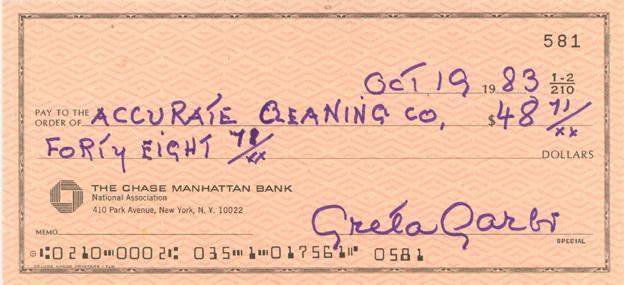 581
OCT 19 19 83 1-2/210
PAY TO THE ORDER OF ACCURATE CLEANING CO, $48 71/xx
FORTY EIGHT 71/xx DOLLARS
THE CHASE MANHATTAN BANK
National Association
410 Park Avenue, New York, N.Y. 10022
MEMO
Greta Garbo
SPECIAL
⑆0210⑉0002⑆ 035⑉1⑉017561⑈ 0581